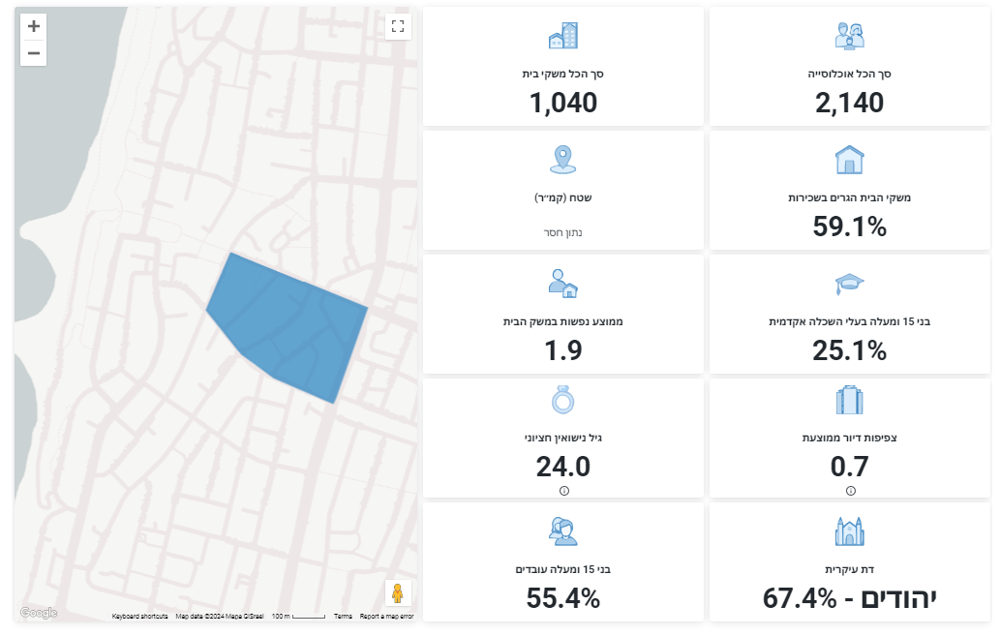 סך הכל אוכלוסייה
2,140
סך הכל משקי בית
1,040
משקי הבית הגרים בשכירות
59.1%
שטח (קמ״ר)
נתון חסר
בני 15 ומעלה בעלי השכלה אקדמית
25.1%
ממוצע נפשות במשק הבית
1.9
צפיפות דיור ממוצעת
0.7
גיל נישואין חציוני
24.0
דת עיקרית
יהודים - 67.4%
בני 15 ומעלה עובדים
55.4%
Google
Keyboard shortcuts
Map data ©2024 Mapa GISrael
100 m
Terms
Report a map error